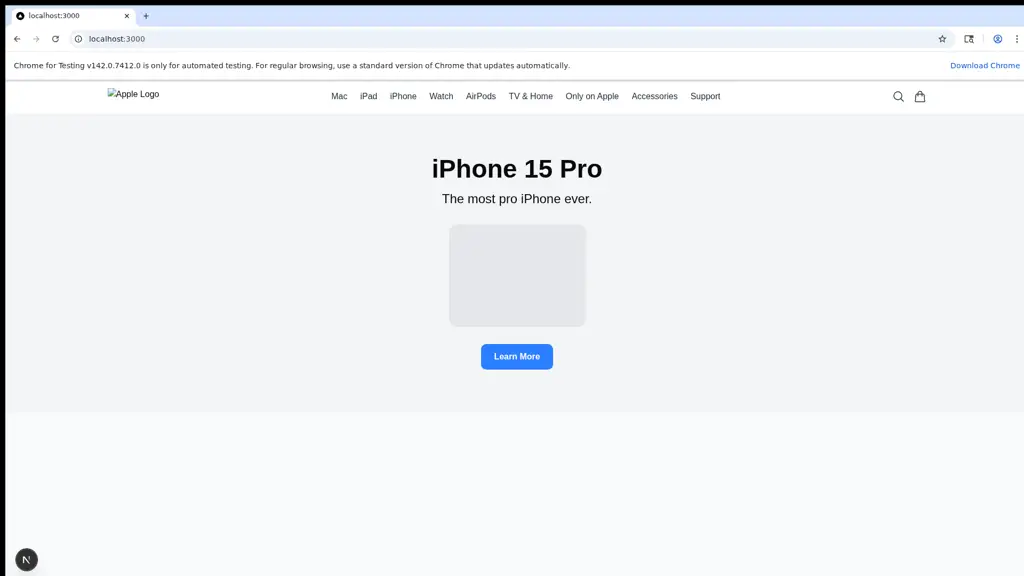 localhost:3000
localhost:3000
Chrome for Testing v142.0.7412.0 is only for automated testing. For regular browsing, use a standard version of Chrome that updates automatically.
Download Chrome
Apple Logo
Mac iPad iPhone Watch AirPods TV & Home Only on Apple Accessories Support
iPhone 15 Pro
The most pro iPhone ever.
Learn More
N